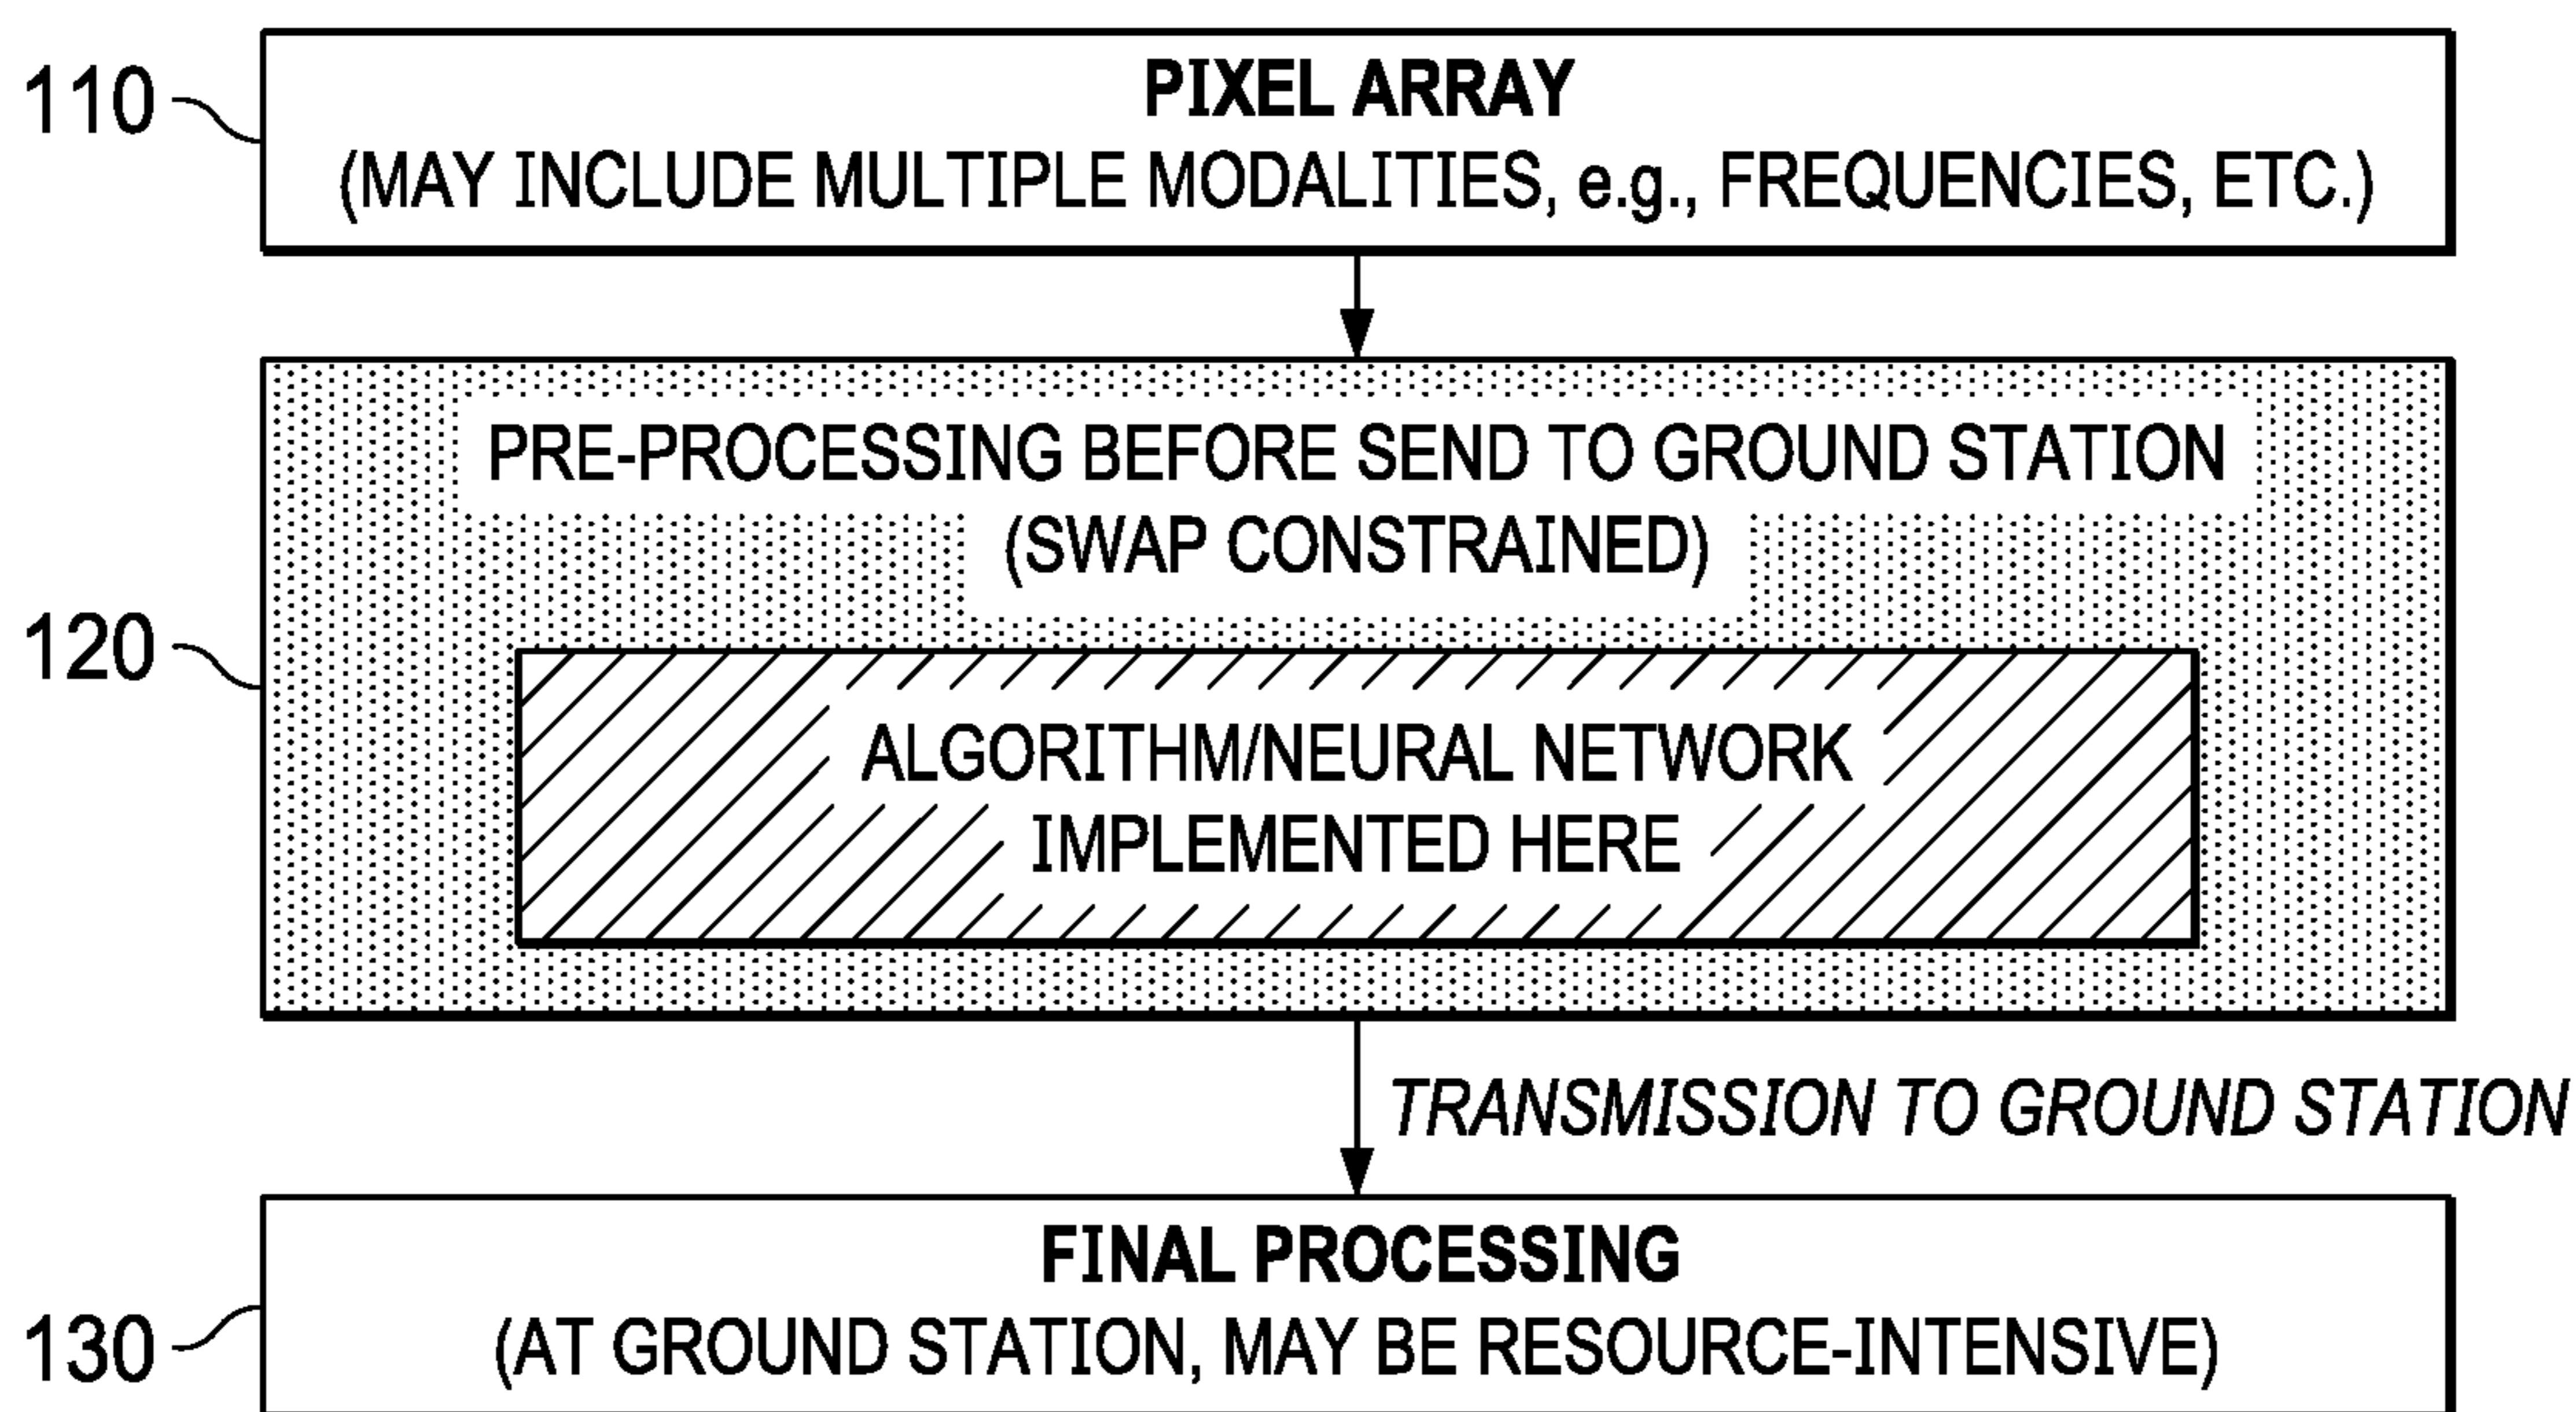 110
PIXEL ARRAY
(MAY INCLUDE MULTIPLE MODALITIES, e.g., FREQUENCIES, ETC.)
120
PRE-PROCESSING BEFORE SEND TO GROUND STATION
(SWAP CONSTRAINED)
ALGORITHM/NEURAL NETWORK
IMPLEMENTED HERE
TRANSMISSION TO GROUND STATION
130
FINAL PROCESSING
(AT GROUND STATION, MAY BE RESOURCE-INTENSIVE)